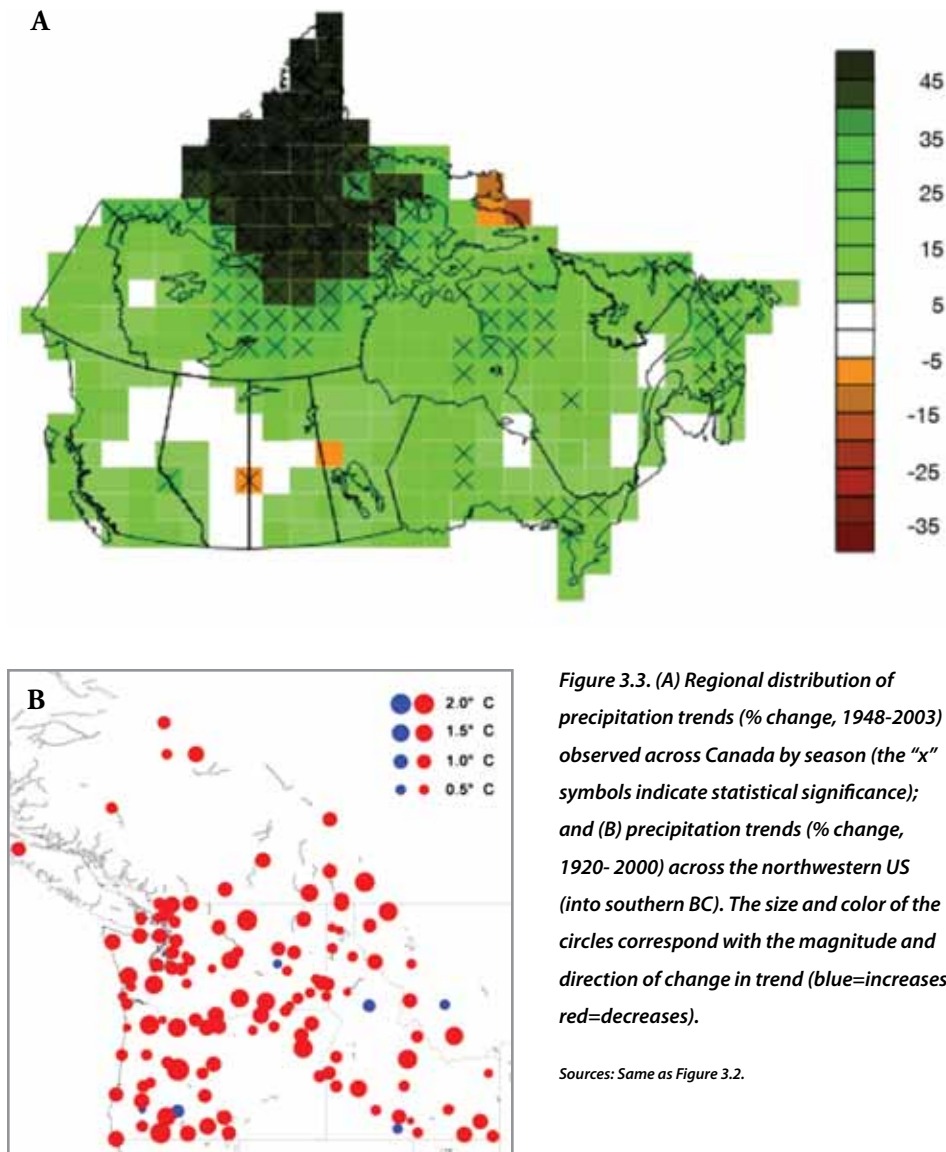 A
45
35
25
15
5
-5
-15
-25
-35
B
2.0° C
1.5° C
1.0° C
0.5° C
Figure 3.3. (A) Regional distribution of
precipitation trends (% change, 1948-2003)
observed across Canada by season (the “x”
symbols indicate statistical significance);
and (B) precipitation trends (% change,
1920- 2000) across the northwestern US
(into southern BC). The size and color of the
circles correspond with the magnitude and
direction of change in trend (blue=increases
red=decreases).
Sources: Same as Figure 3.2.